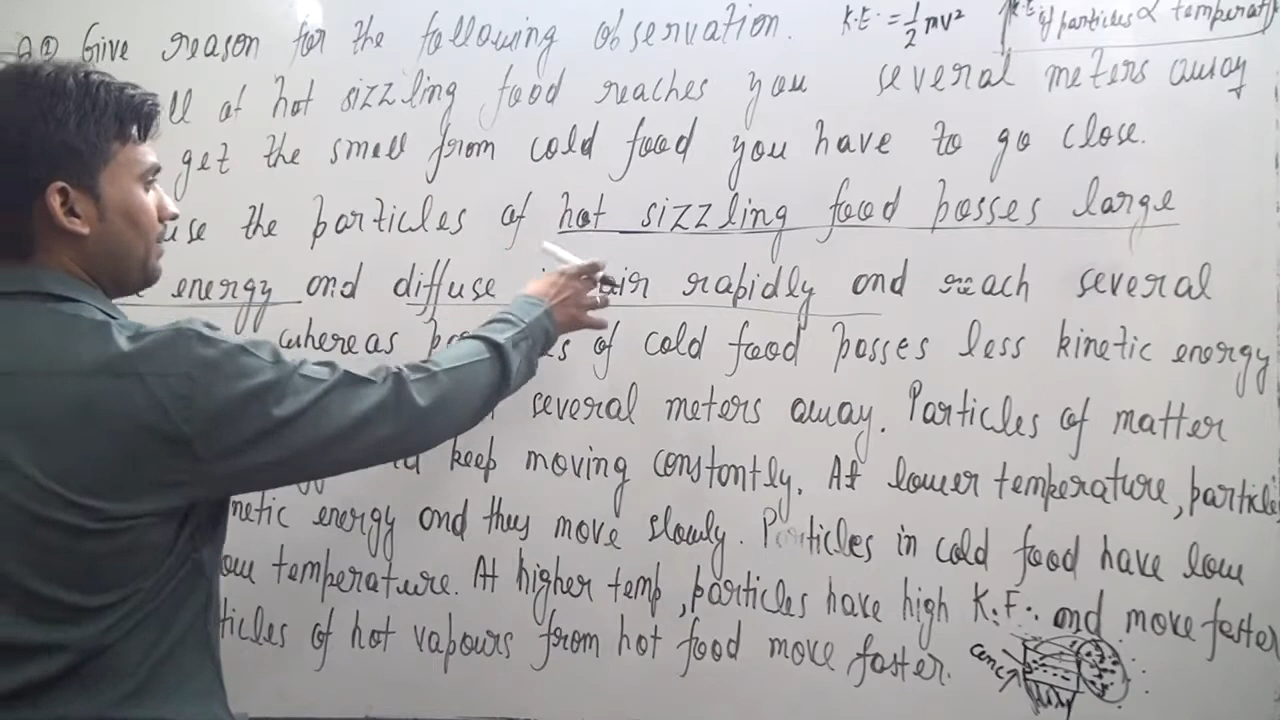 Give reason for the following observation. K.E. = 1/2 mv² K.E of particles ∝ temperat
ll of hot sizzling food reaches you several meters away
get the smell from cold food you have to go close.
use the particles of hot sizzling food posses large
energy and diffuse air rapidly and reach several
whereas of cold food posses less kinetic energy
several meters away. Particles of matter
keep moving constantly. At lower temperature, particle
netic energy and thus move slowly. Particles in cold food have low
ow temperature. At higher temp, particles have high K.E. and move faster
ticles of hot vapours from hot food move faster.